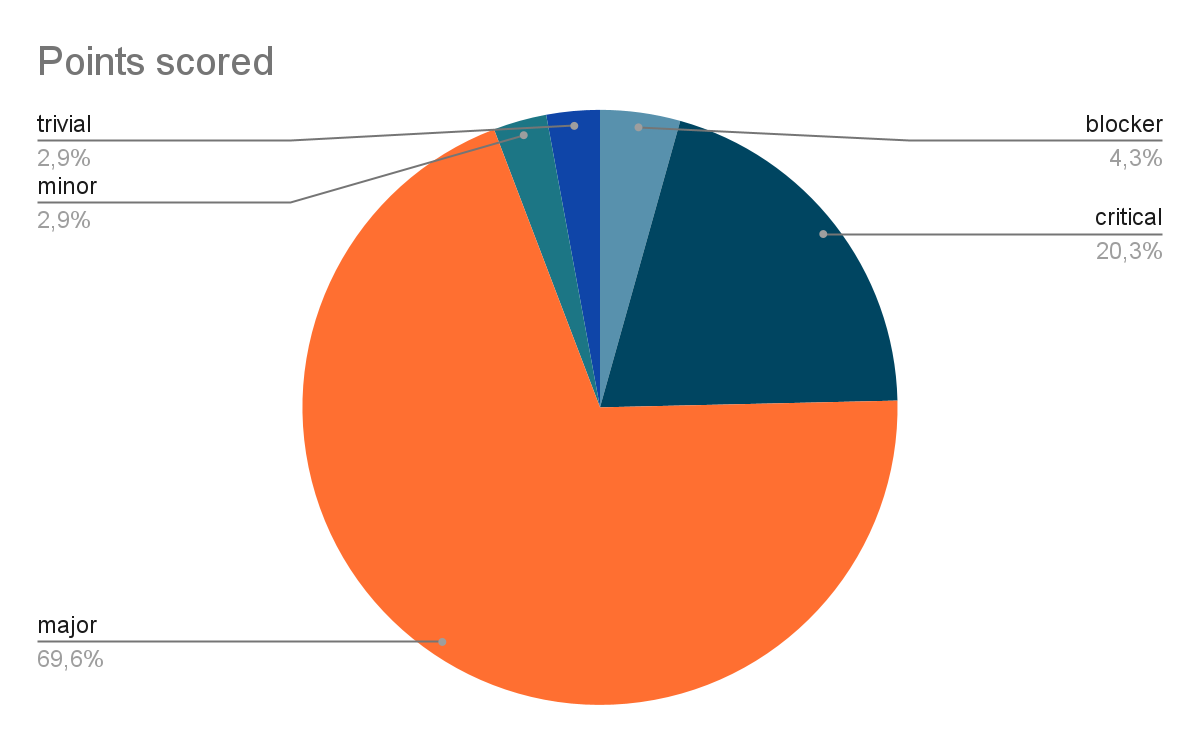 Points scored
trivial
2,9%
minor
2,9%
major
69,6%
blocker
4,3%
critical
20,3%